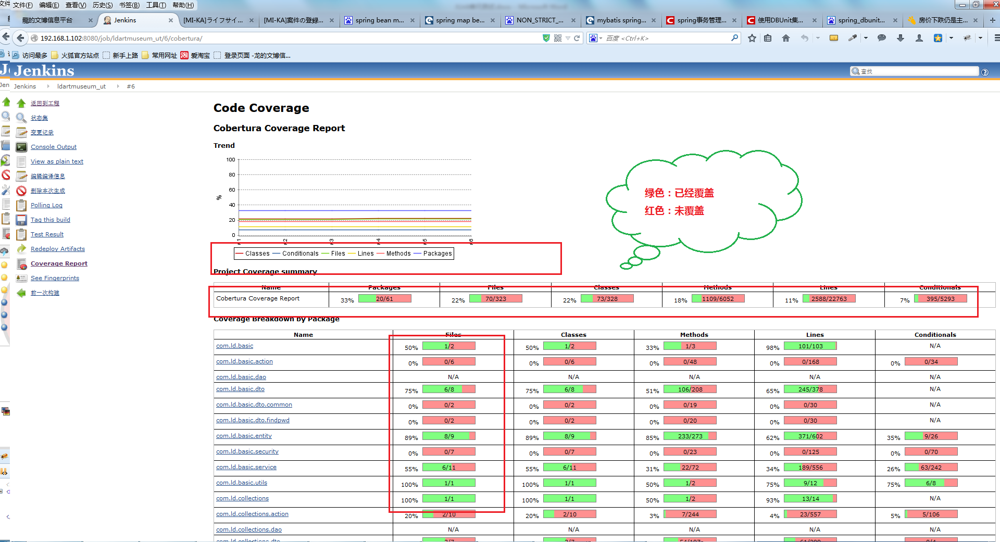 文件(F) 编辑(E) 查看(V) 历史(S) 书签(B) 工具(T) 帮助(H)
龍的文博信息平台 Jenkins [MI-KA]ライフサイ... [MI-KA]案件の登録... spring bean m... spring map be... NON_STRICT_... mybatis spring... spring事务管理... 使用DBUnit集... spring_dbunit... 房价下跌仍是主...
192.168.1.102:8080/job/ldartmuseum_ut/6/cobertura/ 百度 <Ctrl+K>
访问最多 火狐官方站点 新手上路 常用网址 淘 爱淘宝 登录页面 -龙的文博信...
Jenkins 查找
Jenkins ldartmuseum_ut #6
返回到工程
状态集
变更记录
Console Output
View as plain text
编辑编译信息
删除本次生成
Polling Log
Tag this build
Test Result
Redeploy Artifacts
Coverage Report
See Fingerprints
前一次构建
Code Coverage
Cobertura Coverage Report
Trend
100
80
60
40
20
0
%
#1 #2 #3 #4 #5 #6
Classes Conditionals Files Lines Methods Packages
绿色：已经覆盖
红色：未覆盖
Project Coverage summary
Name Packages Files Classes Methods Lines Conditionals
Cobertura Coverage Report 33% 20/61 22% 70/323 22% 73/328 18% 1109/6052 11% 2588/22763 7% 395/5293
Coverage Breakdown by Package
Name Files Classes Methods Lines Conditionals
com.ld.basic 50% 1/2 50% 1/2 33% 1/3 98% 101/103 N/A
com.ld.basic.action 0% 0/6 0% 0/6 0% 0/48 0% 0/168 0% 0/34
com.ld.basic.dao N/A N/A N/A N/A N/A
com.ld.basic.dto 75% 6/8 75% 6/8 51% 106/208 65% 245/378 N/A
com.ld.basic.dto.common 0% 0/2 0% 0/2 0% 0/19 0% 0/30 N/A
com.ld.basic.dto.findpwd 0% 0/2 0% 0/2 0% 0/20 0% 0/30 N/A
com.ld.basic.entity 89% 8/9 89% 8/9 85% 233/273 62% 371/602 35% 9/26
com.ld.basic.security 0% 0/7 0% 0/7 0% 0/23 0% 0/125 0% 0/70
com.ld.basic.service 55% 6/11 55% 6/11 31% 22/72 34% 189/556 26% 63/242
com.ld.basic.utils 100% 1/1 100% 1/1 50% 1/2 75% 9/12 75% 6/8
com.ld.collections 100% 1/1 100% 1/1 50% 1/2 93% 13/14 N/A
com.ld.collections.action 20% 2/10 20% 2/10 3% 7/244 4% 23/557 5% 5/106
com.ld.collections.dao N/A N/A N/A N/A N/A
com.ld.collections.dto